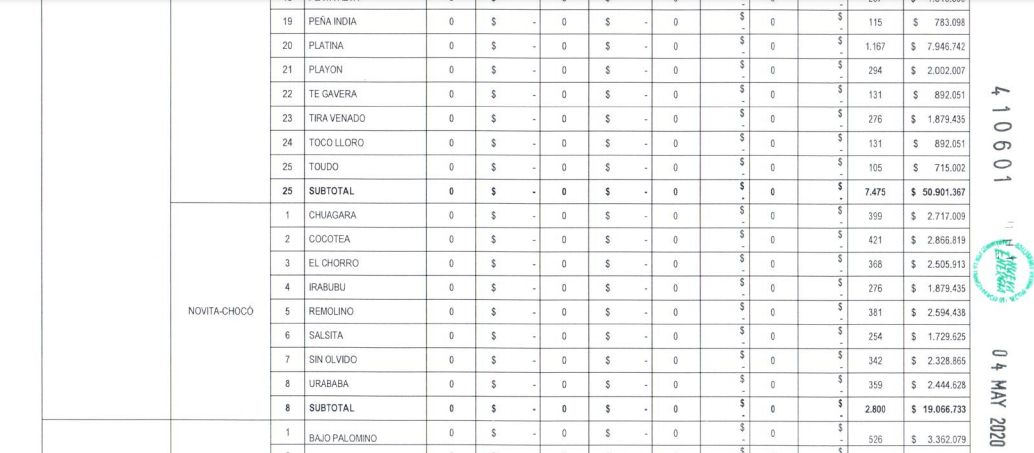 19 PEÑA INDIA 0 $ - 0 $ - 0 $ - 0 $ - 115 $ 783.098
20 PLATINA 0 $ - 0 $ - 0 $ - 0 $ - 1.167 $ 7.946.742
21 PLAYON 0 $ - 0 $ - 0 $ - 0 $ - 294 $ 2.002.007
22 TE GAVERA 0 $ - 0 $ - 0 $ - 0 $ - 131 $ 892.051
23 TIRA VENADO 0 $ - 0 $ - 0 $ - 0 $ - 276 $ 1.879.435
24 TOCO LLORO 0 $ - 0 $ - 0 $ - 0 $ - 131 $ 892.051
25 TOUDO 0 $ - 0 $ - 0 $ - 0 $ - 105 $ 715.002
25 SUBTOTAL 0 $ - 0 $ - 0 $ - 0 $ - 7.475 $ 50.901.367
NOVITA-CHOCÓ
1 CHUAGARA 0 $ - 0 $ - 0 $ - 0 $ - 399 $ 2.717.009
2 COCOTEA 0 $ - 0 $ - 0 $ - 0 $ - 421 $ 2.866.819
3 EL CHORRO 0 $ - 0 $ - 0 $ - 0 $ - 368 $ 2.505.913
4 IRABUBU 0 $ - 0 $ - 0 $ - 0 $ - 276 $ 1.879.435
5 REMOLINO 0 $ - 0 $ - 0 $ - 0 $ - 381 $ 2.594.438
6 SALSITA 0 $ - 0 $ - 0 $ - 0 $ - 254 $ 1.729.625
7 SIN OLVIDO 0 $ - 0 $ - 0 $ - 0 $ - 342 $ 2.328.865
8 URABABA 0 $ - 0 $ - 0 $ - 0 $ - 359 $ 2.444.628
8 SUBTOTAL 0 $ - 0 $ - 0 $ - 0 $ - 2.800 $ 19.066.733
1 BAJO PALOMINO 0 $ - 0 $ - 0 $ - 0 $ - 526 $ 3.362.079
410601
04 MAY 2020